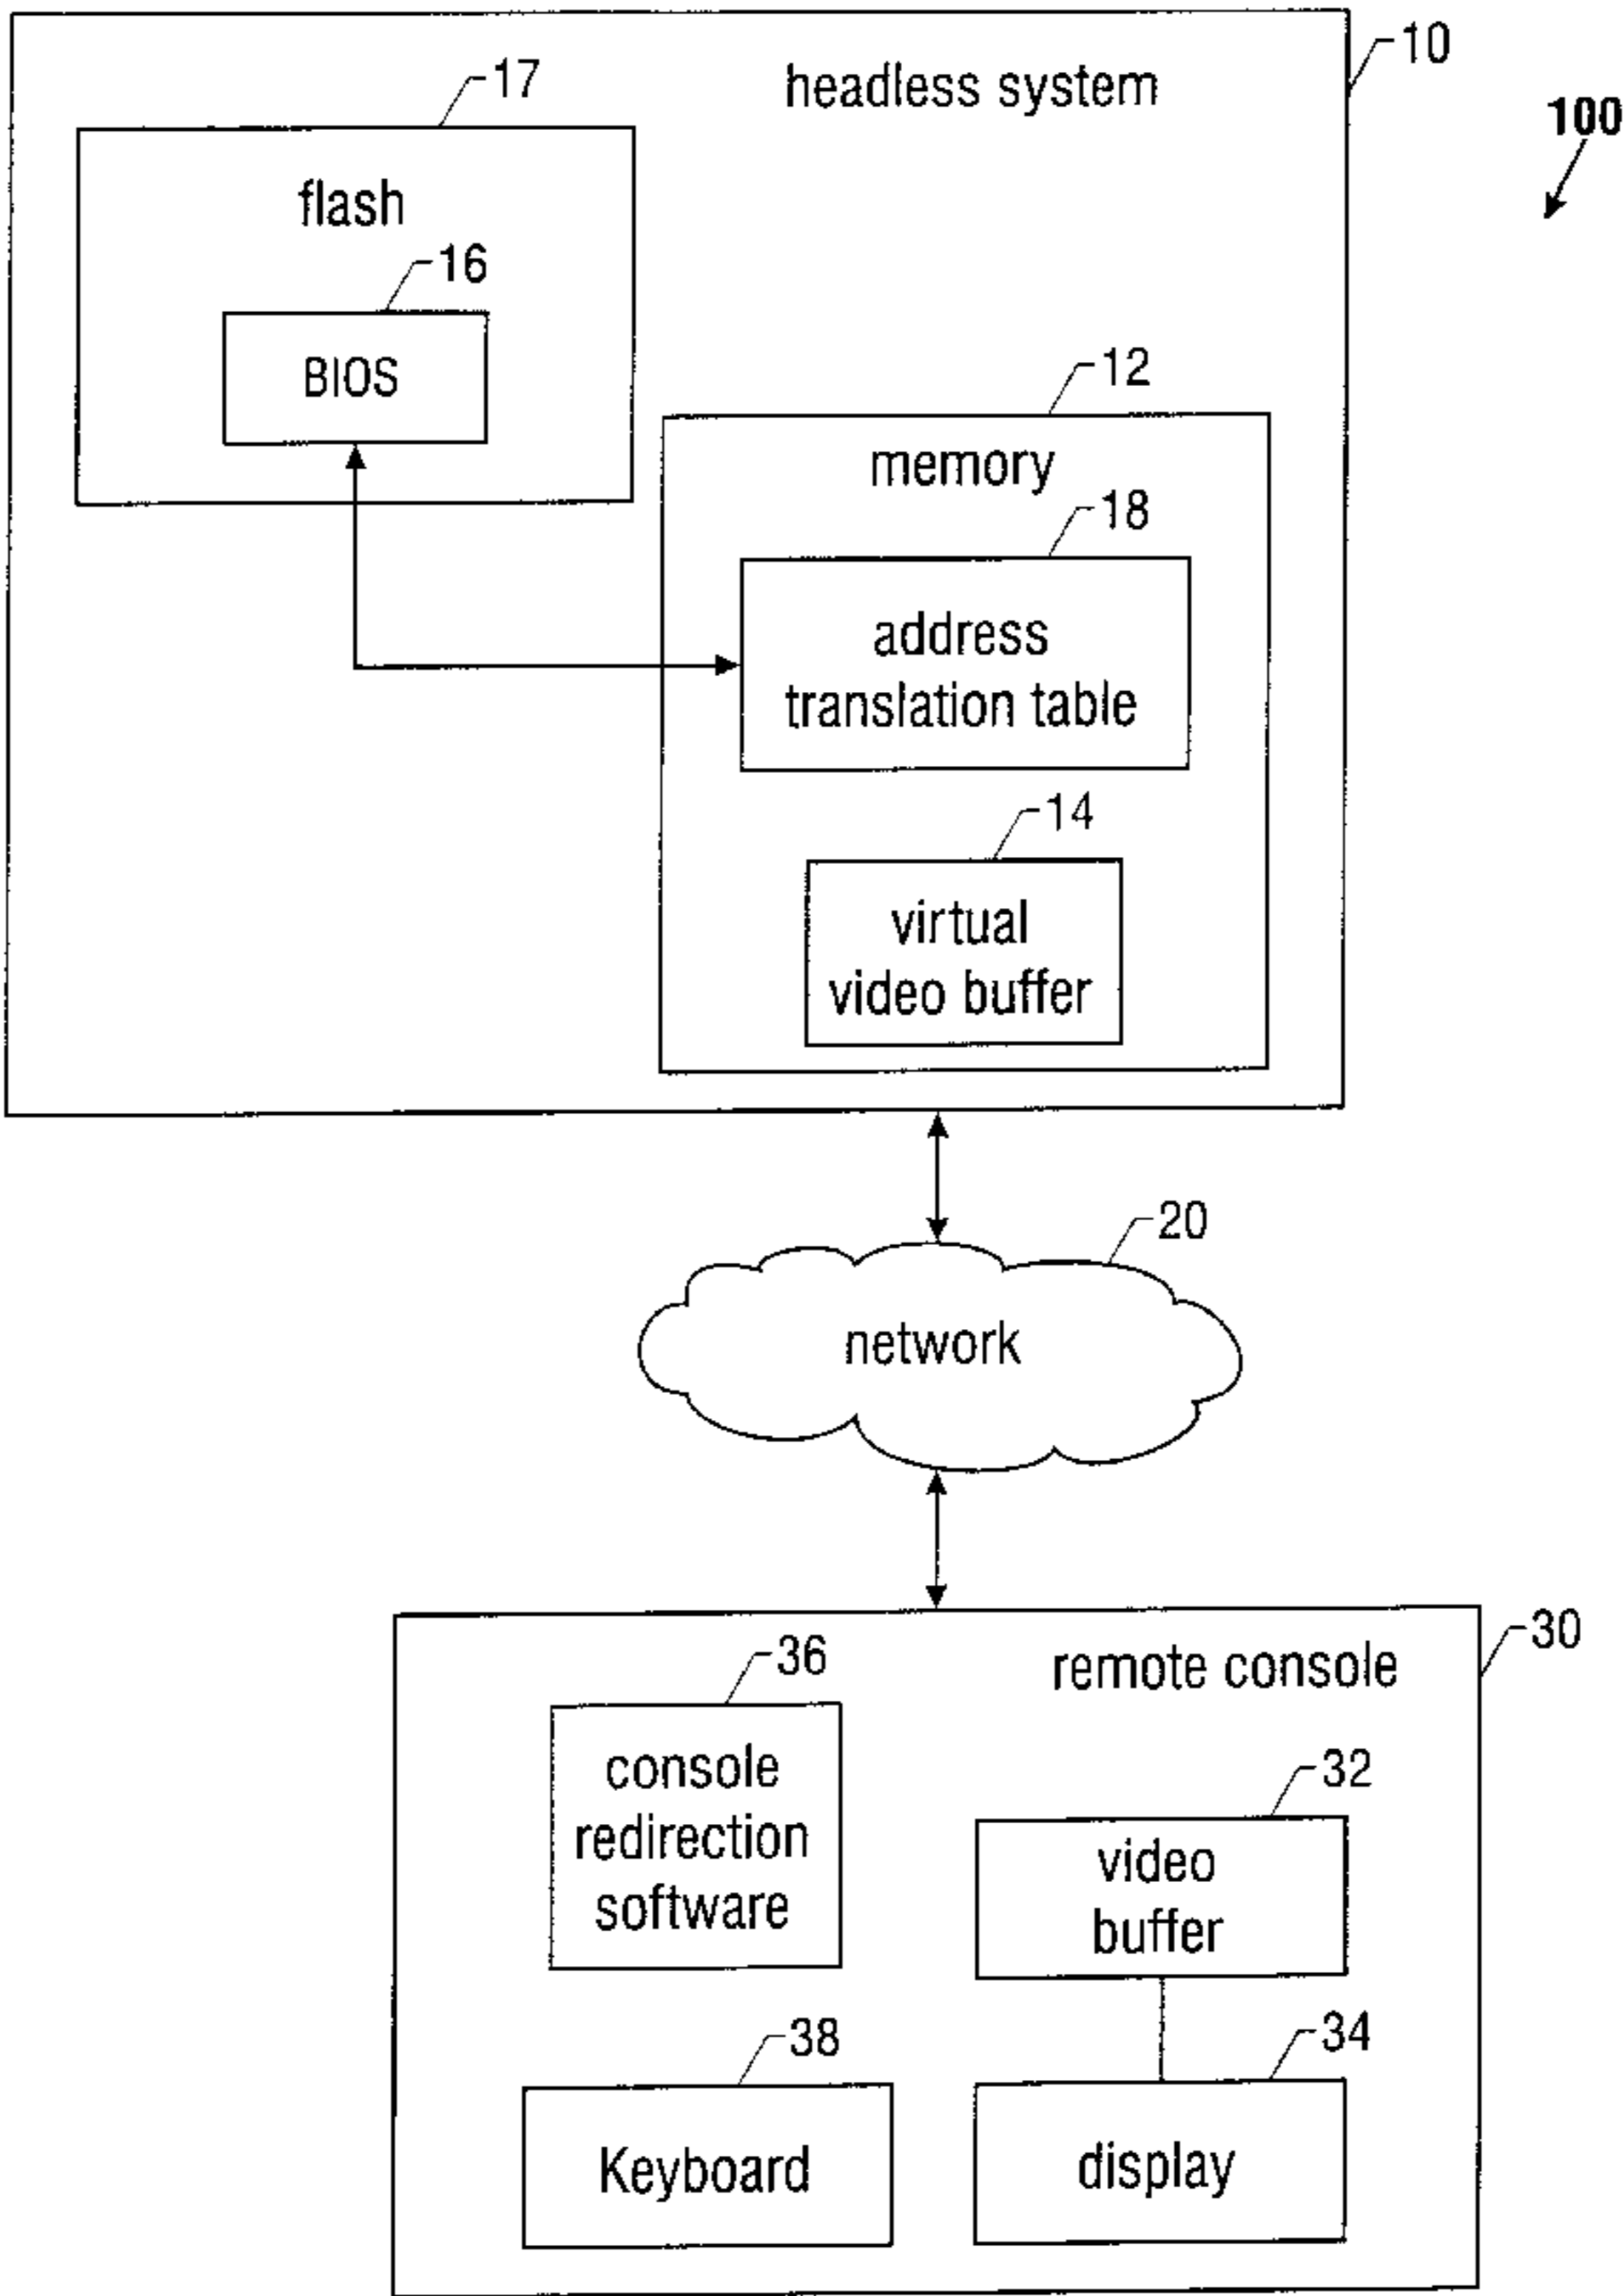 10
headless system
100
17
flash
16
BIOS
12
memory
18
address
translation table
14
virtual
video buffer
20
network
30
remote console
36
console
redirection
software
32
video
buffer
38
Keyboard
34
display